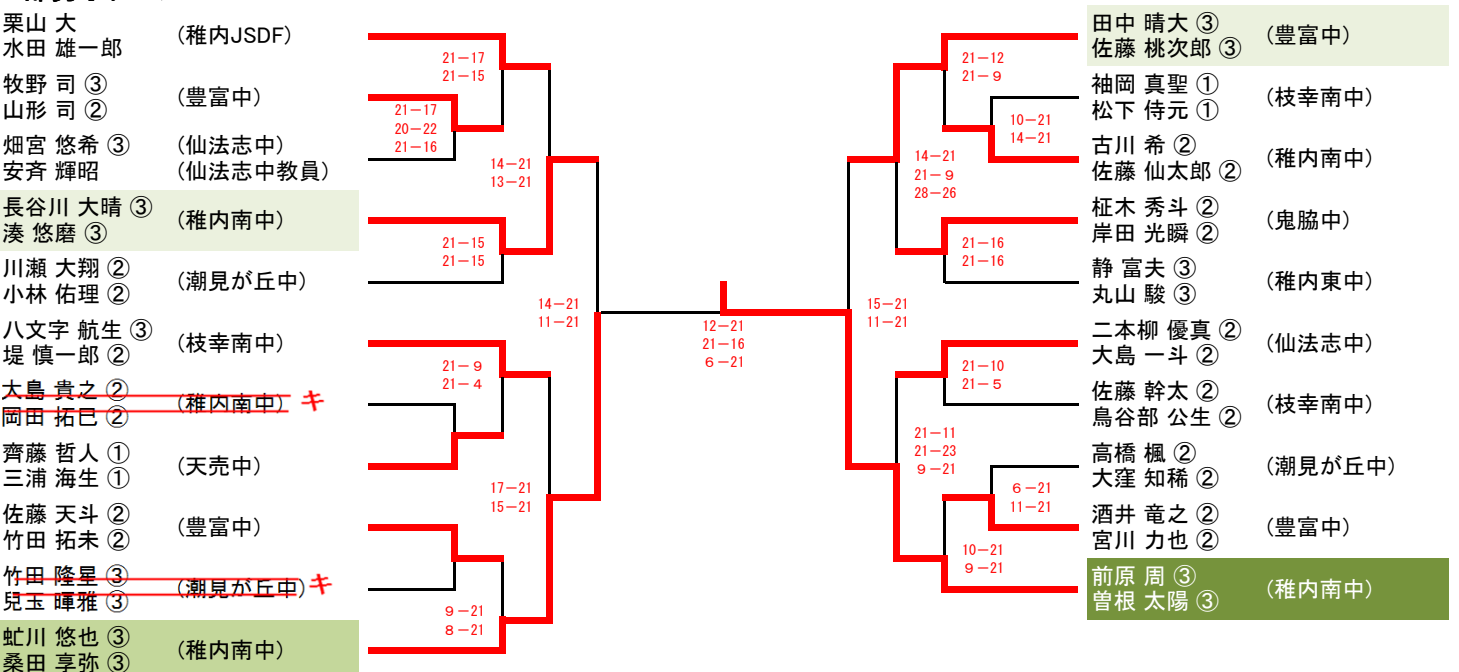 栗山 大
水田 雄一郎
(稚内JSDF)
牧野 司 ③
山形 司 ②
(豊富中)
畑宮 悠希 ③ (仙法志中)
安斉 輝昭 (仙法志中教員)
長谷川 大晴 ③
湊 悠磨 ③
(稚内南中)
川瀬 大翔 ②
小林 佑理 ②
(潮見が丘中)
八文字 航生 ③
堤 慎一郎 ②
(枝幸南中)
大島 貴之 ②
岡田 拓巳 ②
(稚内南中) キ
齊藤 哲人 ①
三浦 海生 ①
(天売中)
佐藤 天斗 ②
竹田 拓未 ②
(豊富中)
竹田 隆星 ③
兒玉 暉雅 ③
(潮見が丘中) キ
虻川 悠也 ③
桑田 享弥 ③
(稚内南中)
21-17
21-15
21-17
20-22
21-16
14-21
13-21
21-15
21-15
14-21
11-21
21-9
21-4
17-21
15-21
9-21
8-21
12-21
21-16
6-21
21-12
21-9
10-21
14-21
14-21
21-9
28-26
21-16
21-16
15-21
11-21
21-10
21-5
21-11
21-23
9-21
6-21
11-21
10-21
9-21
田中 晴大 ③
佐藤 桃次郎 ③
(豊富中)
袖岡 真聖 ①
松下 侍元 ①
(枝幸南中)
古川 希 ②
佐藤 仙太郎 ②
(稚内南中)
柾木 秀斗 ②
岸田 光瞬 ②
(鬼脇中)
静 富夫 ③
丸山 駿 ③
(稚内東中)
二本柳 優真 ②
大島 一斗 ②
(仙法志中)
佐藤 幹太 ②
鳥谷部 公生 ②
(枝幸南中)
高橋 楓 ②
大窪 知稀 ②
(潮見が丘中)
酒井 竜之 ②
宮川 力也 ②
(豊富中)
前原 周 ③
曽根 太陽 ③
(稚内南中)